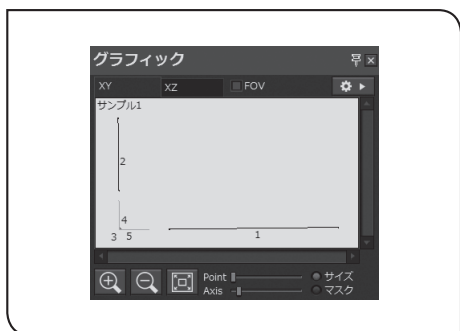 グラフィック
XY XZ FOV
サンプル1
2
4
3 5 1
Point サイズ
Axis マスク